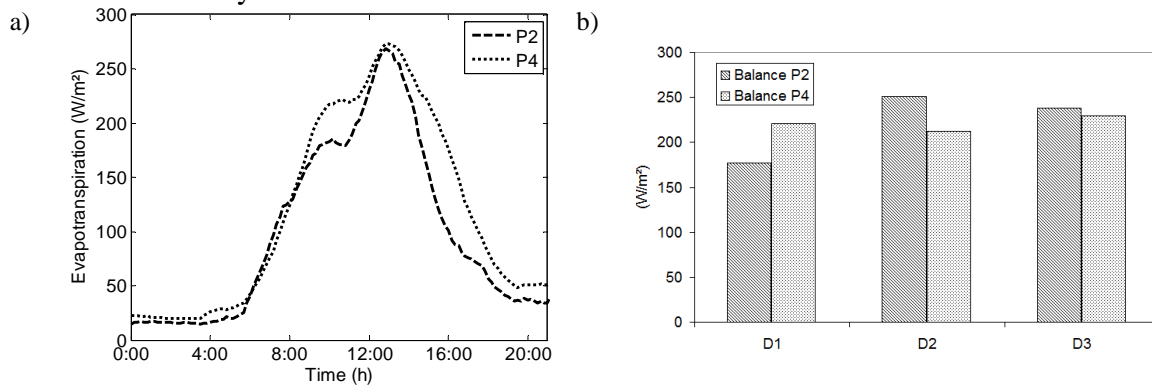 a)
300
250
200
150
100
50
0
Evapotranspiration (W/m²)
P2
P4
0:00 4:00 8:00 12:00 16:00 20:00
Time (h)
b)
300
250
200
150
100
50
0
(W/m²)
Balance P2
Balance P4
D1 D2 D3